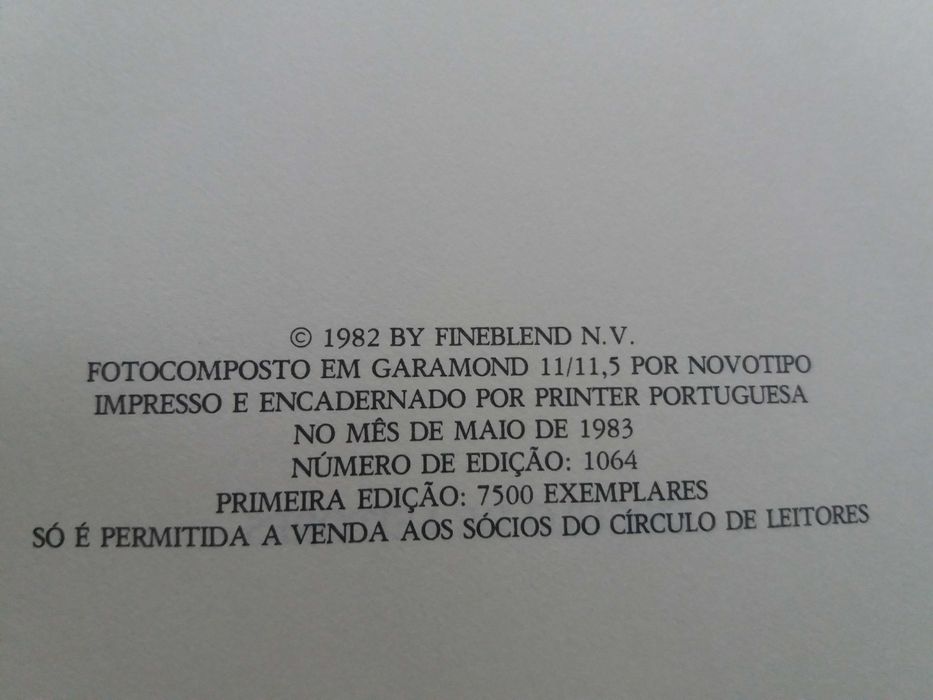 © 1982 BY FINEBLEND N.V.
FOTOCOMPOSTO EM GARAMOND 11/11,5 POR NOVOTIPO
IMPRESSO E ENCADERNADO POR PRINTER PORTUGUESA
NO MÊS DE MAIO DE 1983
NÚMERO DE EDIÇÃO: 1064
PRIMEIRA EDIÇÃO: 7500 EXEMPLARES
SÓ É PERMITIDA A VENDA AOS SÓCIOS DO CÍRCULO DE LEITORES